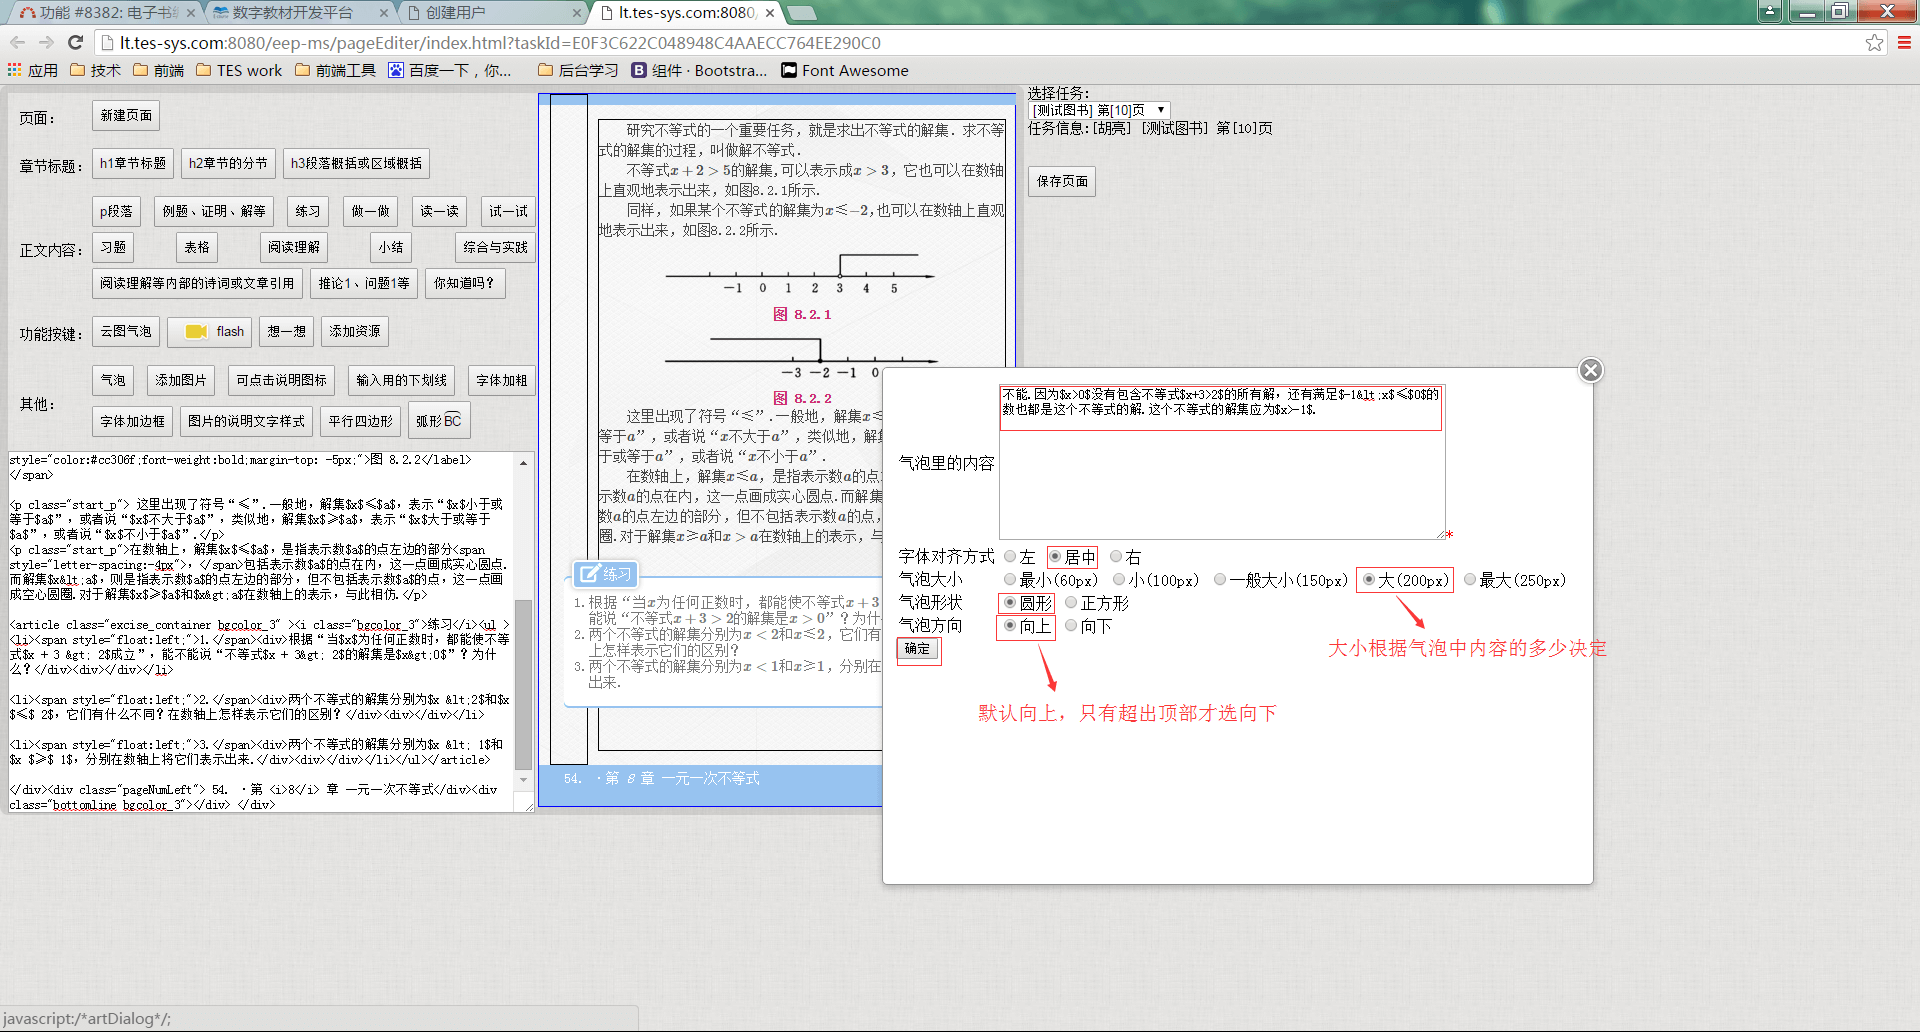 功能 #8382: 电子书编
数字教材开发平台
创建用户
lt.tes-sys.com:8080/
lt.tes-sys.com:8080/eep-ms/pageEditer/index.html?taskId=E0F3C622C048948C4AAECC764EE290C0
应用 技术 前端 TES work 前端工具 百度一下，你... 后台学习 B 组件 · Bootstra... Font Awesome
页面： 新建页面
章节标题： h1章节标题 h2章节的分节 h3段落概括或区域概括
p段落 例题、证明、解等 练习 做一做 读一读 试一试
正文内容： 习题 表格 阅读理解 小结 综合与实践
阅读理解等内部的诗词或文章引用 推论1、问题1等 你知道吗?
功能按键： 云图气泡 flash 想一想 添加资源
其他： 气泡 添加图片 可点击说明图标 输入用的下划线 字体加粗
字体加边框 图片的说明文字样式 平行四边形 弧形BC
style="color:#cc306f;font-weight:bold;margin-top: -5px;">图 8.2.2</label>
</span>
<p class="start_p"> 这里出现了符号“≤”.一般地，解集$x$≤$a$，表示“$x$小于或
等于$a$”，或者说“$x$不大于$a$”，类似地，解集$x$≥$a$，表示“$x$大于或等于
$a$”，或者说“$x$不小于$a$”.</p>
<p class="start_p">在数轴上，解集$x$≤$a$，是指表示数$a$的点左边的部分<span
style="letter-spacing:-4px">，</span>包括表示数$a$的点在内，这一点画成实心圆点.
而解集$x&lt;a$，则是指表示数$a$的点左边的部分，但不包括表示数$a$的点，这一点画
成空心圆圈.对于解集$x$≥$a$和$x&gt;a$在数轴上的表示，与此相仿.</p>
<article class="excise_container bgcolor_3" ><i class="bgcolor_3">练习</i><ul >
<li><span style="float:left;">1.</span><div>根据“当$x$为任何正数时，都能使不等
式$x + 3 &gt; 2$成立”，能不能说“不等式$x + 3&gt; 2$的解集是$x&gt;0$”？为什
么？</div><div></div></li>
<li><span style="float:left;">2.</span><div>两个不等式的解集分别为$x &lt;2$和$x
$≤$ 2$，它们有什么不同？在数轴上怎样表示它们的区别？</div><div></div></li>
<li><span style="float:left;">3.</span><div>两个不等式的解集分别为$x &lt; 1$和
$x $≥$ 1$，分别在数轴上将它们表示出来.</div><div></div></li></ul></article>
</div><div class="pageNumLeft"> 54. ·第 <i>8</i> 章 一元一次不等式</div><div
class="bottomline bgcolor_3"></div> </div>
研究不等式的一个重要任务，就是求出不等式的解集．求不等
式的解集的过程，叫做解不等式．
不等式x+2>5的解集,可以表示成x>3，它也可以在数轴
上直观地表示出来，如图8.2.1所示.
同样，如果某个不等式的解集为x≤−2,也可以在数轴上直观
地表示出来，如图8.2.2所示.
−1 0 1 2 3 4 5
图 8.2.1
−3 −2 −1 0
图 8.2.2
这里出现了符号“≤”.一般地，解集x≤
等于a”，或者说“x不大于a”，类似地，解集
于或等于a”，或者说“x不小于a”.
在数轴上，解集x≤a，是指表示数a的点
示数a的点在内，这一点画成实心圆点.而解集
数a的点左边的部分，但不包括表示数a的点，
圈.对于解集x≥a和x>a在数轴上的表示，与
练习
1. 根据“当x为任何正数时，都能使不等式x+3
能说“不等式x+3>2的解集是x>0”？为什
2. 两个不等式的解集分别为x<2和x≤2，它们有
上怎样表示它们的区别？
3. 两个不等式的解集分别为x<1和x≥1，分别在
出来.
54. ·第 8 章 一元一次不等式
选择任务：
[测试图书] 第[10]页
任务信息:[胡亮] [测试图书] 第[10]页
保存页面
气泡里的内容
不能.因为$x>0$没有包含不等式$x+3>2$的所有解，还有满足$-1&lt;x$≤$0$的
数也都是这个不等式的解.这个不等式的解集应为$x>-1$.
*
字体对齐方式 左 居中 右
气泡大小 最小(60px) 小(100px) 一般大小(150px) 大(200px) 最大(250px)
气泡形状 圆形 正方形
气泡方向 向上 向下
确定
大小根据气泡中内容的多少决定
默认向上，只有超出顶部才选向下
javascript:/*artDialog*/;